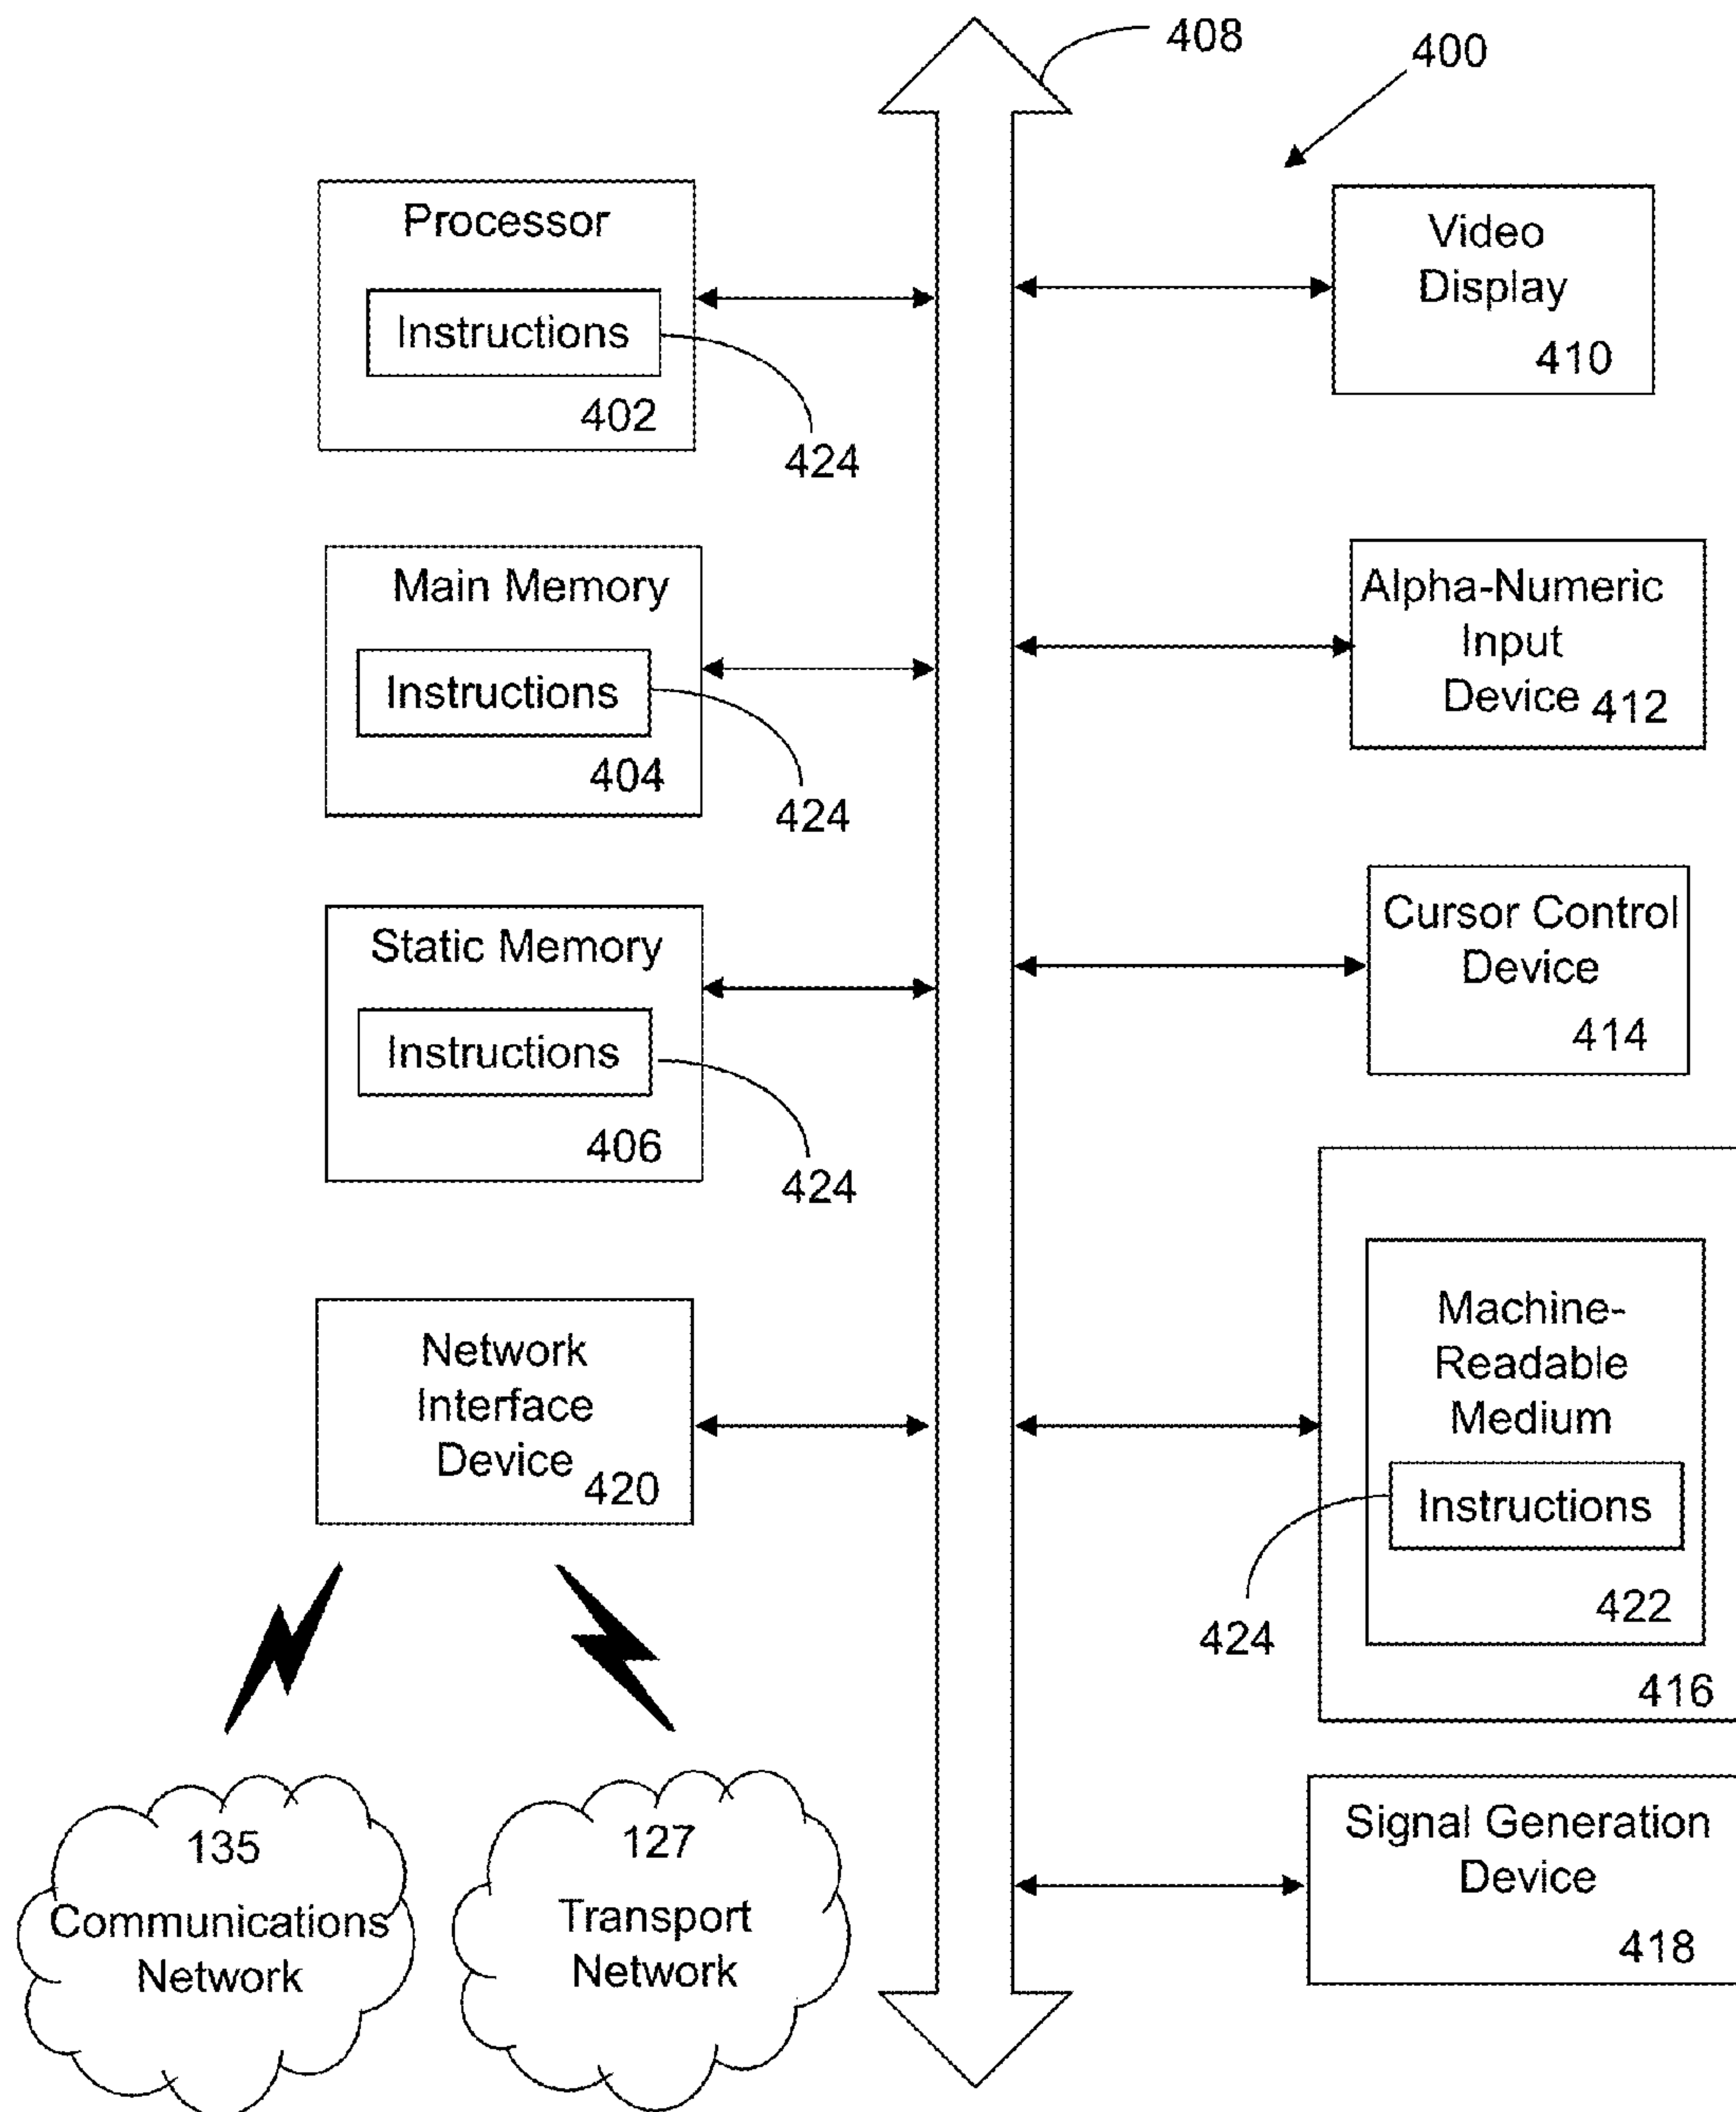 408
400
Processor
Instructions
402
424
Video
Display
410
Main Memory
Instructions
404
424
Alpha-Numeric
Input
Device 412
Static Memory
Instructions
406
424
Cursor Control
Device
414
Network
Interface
Device 420
Machine-
Readable
Medium
Instructions
422
424
416
135
Communications
Network
127
Transport
Network
Signal Generation
Device
418